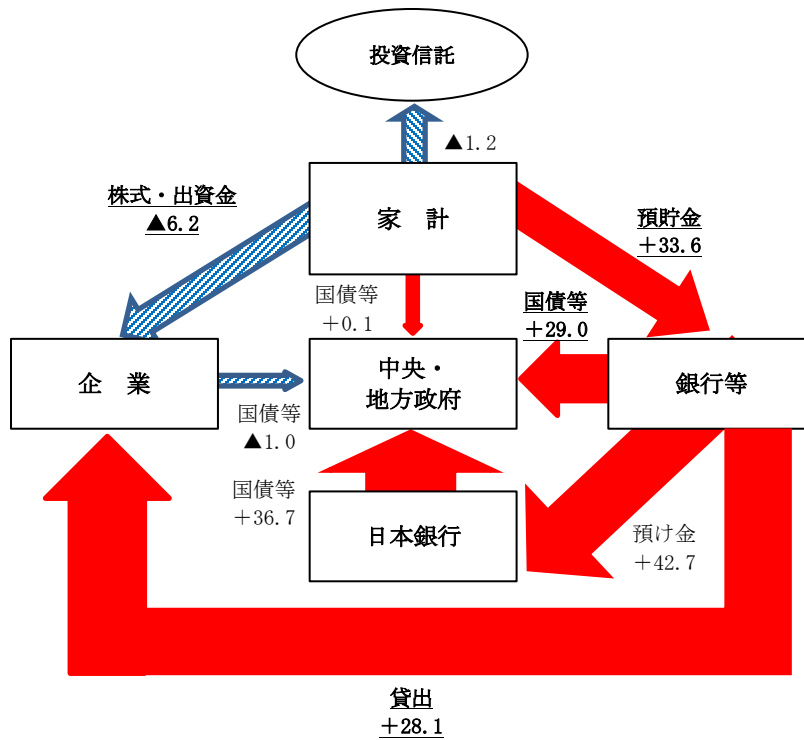 投資信託
▲1.2
株式・出資金
▲6.2
家　計
預貯金
＋33.6
国債等
＋0.1
国債等
＋29.0
企　業
中央・
地方政府
銀行等
国債等
▲1.0
国債等
＋36.7
日本銀行
預け金
＋42.7
貸出
＋28.1